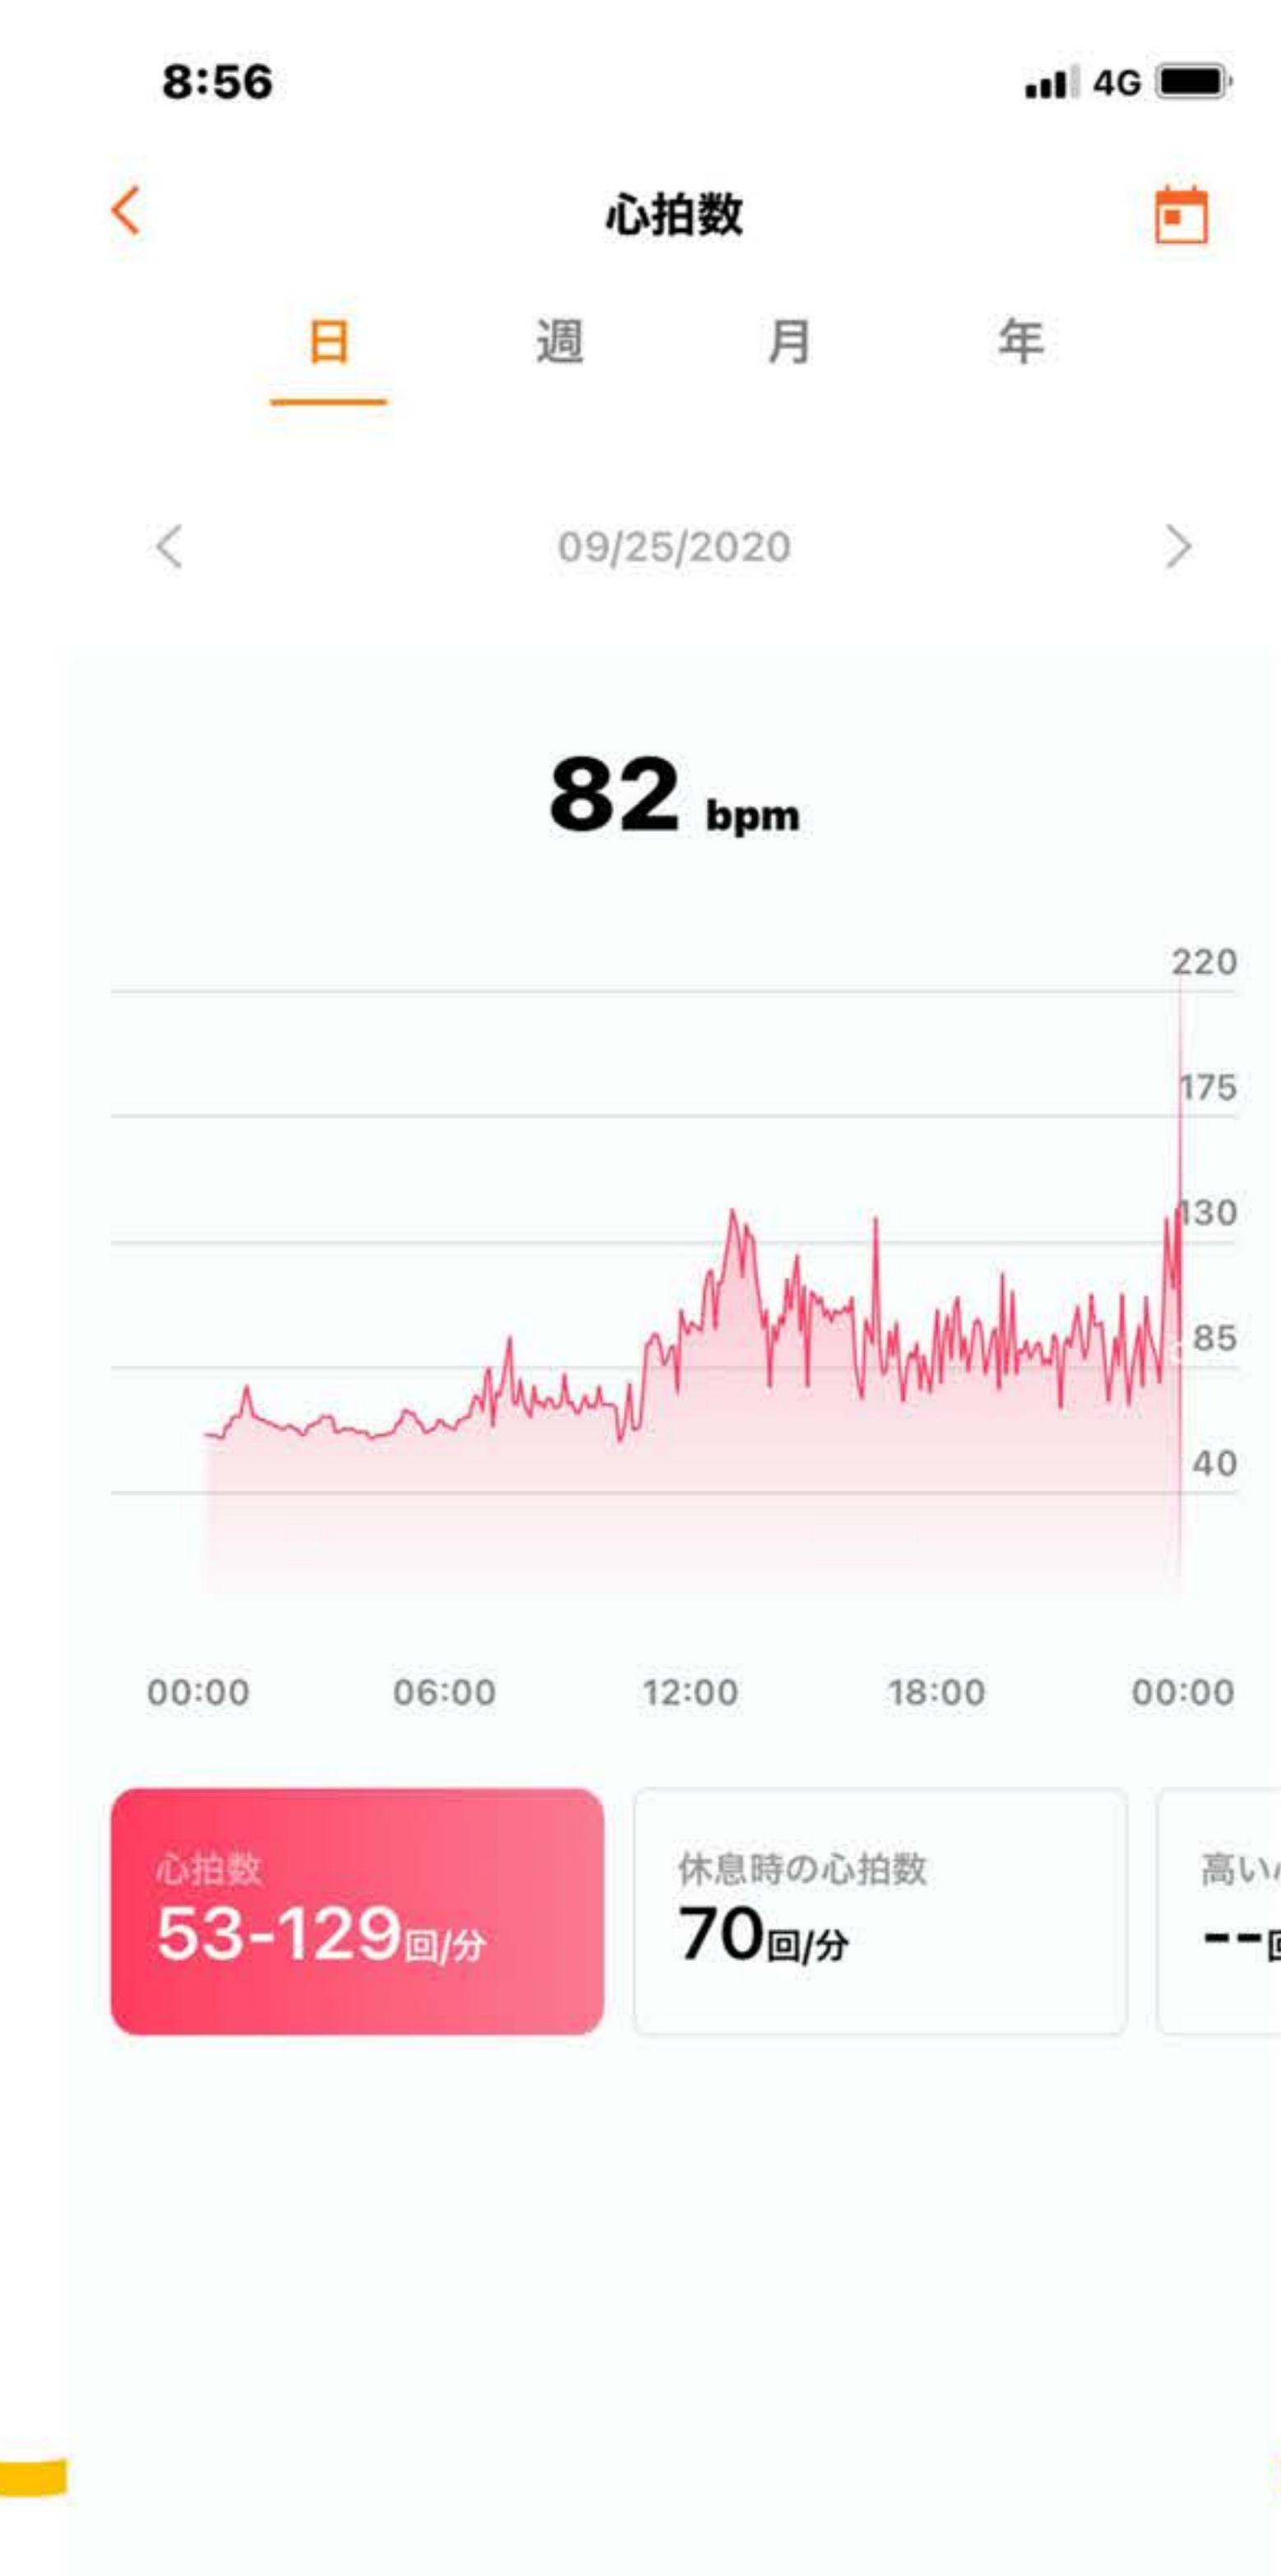 8:56 4G
心拍数
日 週 月 年
09/25/2020
82 bpm
220
175
130
85
40
00:00 06:00 12:00 18:00 00:00
心拍数 休息時の心拍数 高い
53-129回/分 70回/分 --